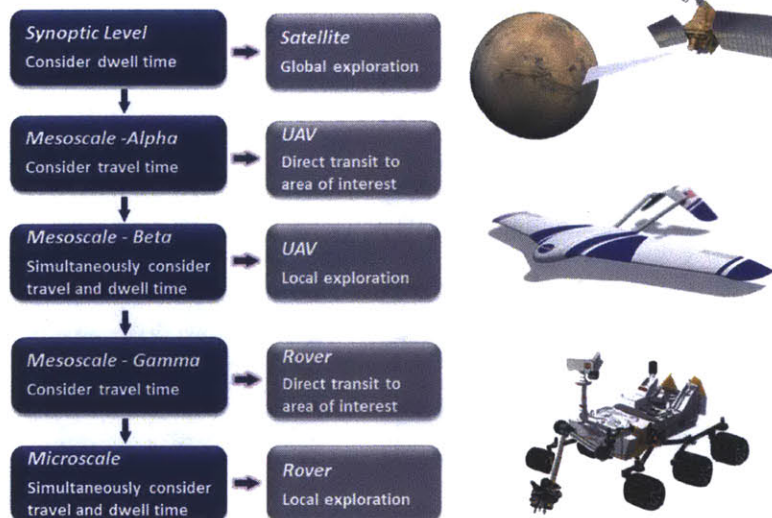 Synoptic Level
Consider dwell time
Satellite
Global exploration
Mesoscale -Alpha
Consider travel time
UAV
Direct transit to
area of interest
Mesoscale - Beta
Simultaneously consider
travel and dwell time
UAV
Local exploration
Mesoscale - Gamma
Consider travel time
Rover
Direct transit to
area of interest
Microscale
Simultaneously consider
travel and dwell time
Rover
Local exploration